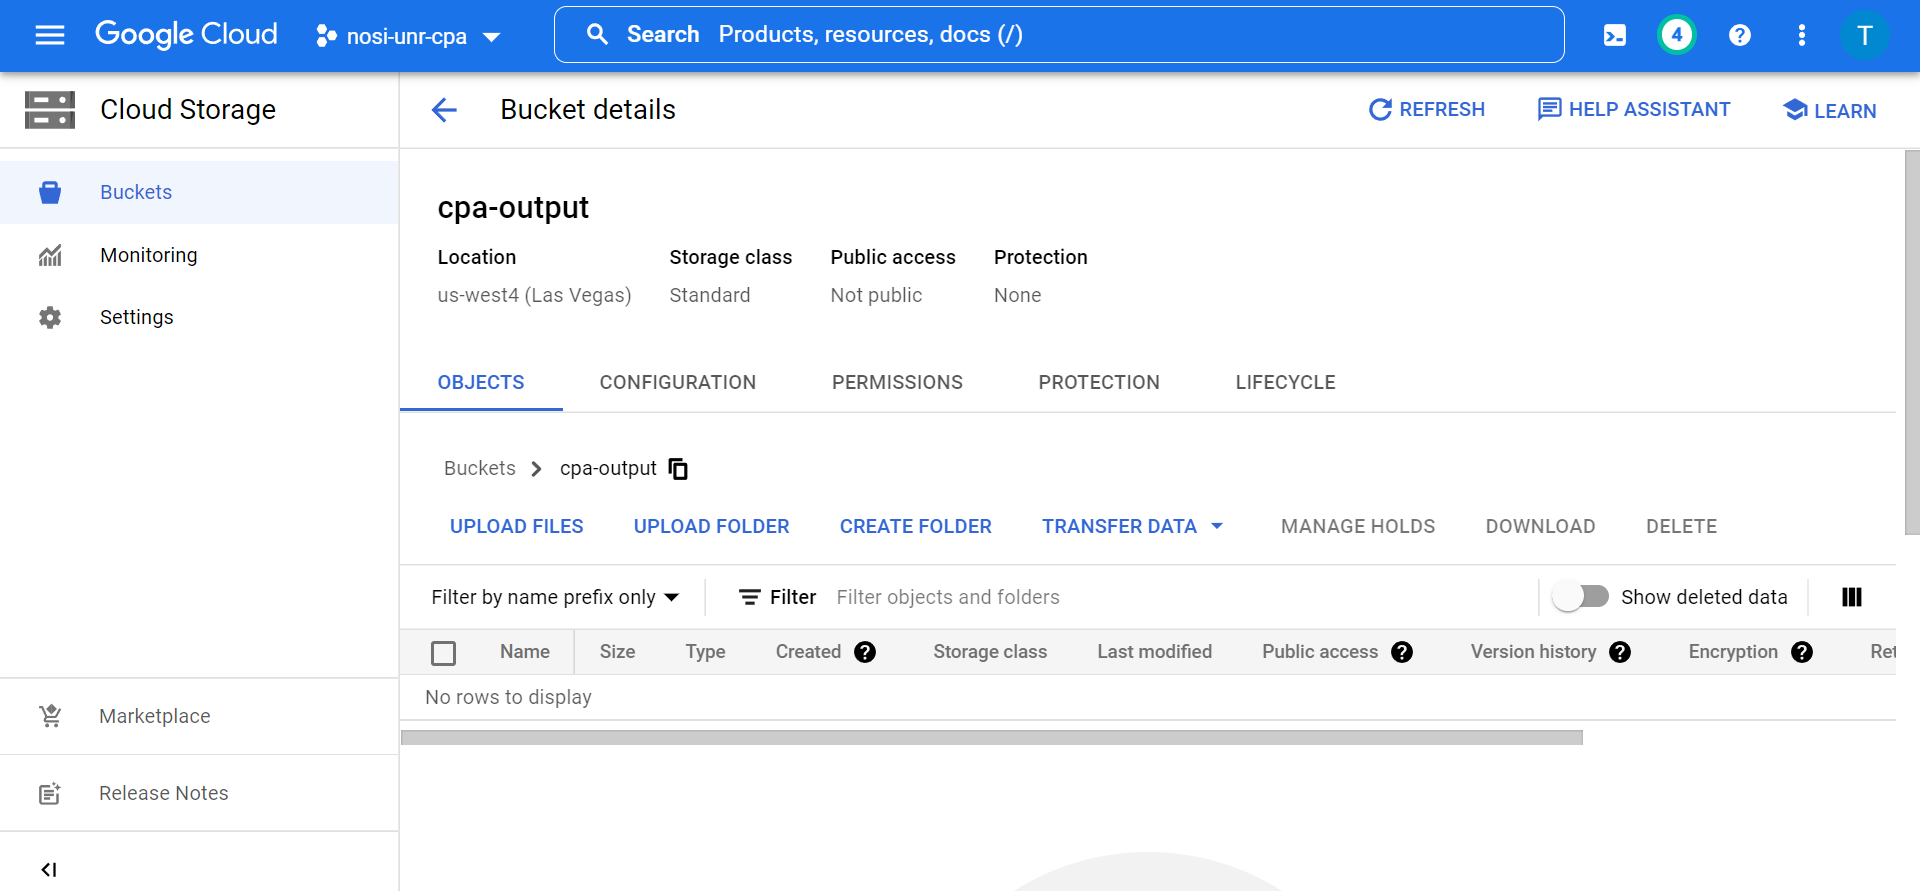 Google Cloud nosi-unr-cpa Search Products, resources, docs (/) 4 T
Cloud Storage
Bucket details
REFRESH HELP ASSISTANT LEARN
Buckets
Monitoring
Settings
Marketplace
Release Notes
cpa-output
Location Storage class Public access Protection
us-west4 (Las Vegas) Standard Not public None
OBJECTS CONFIGURATION PERMISSIONS PROTECTION LIFECYCLE
Buckets cpa-output
UPLOAD FILES UPLOAD FOLDER CREATE FOLDER TRANSFER DATA MANAGE HOLDS DOWNLOAD DELETE
Filter by name prefix only Filter Filter objects and folders Show deleted data
Name Size Type Created Storage class Last modified Public access Version history Encryption Ret
No rows to display